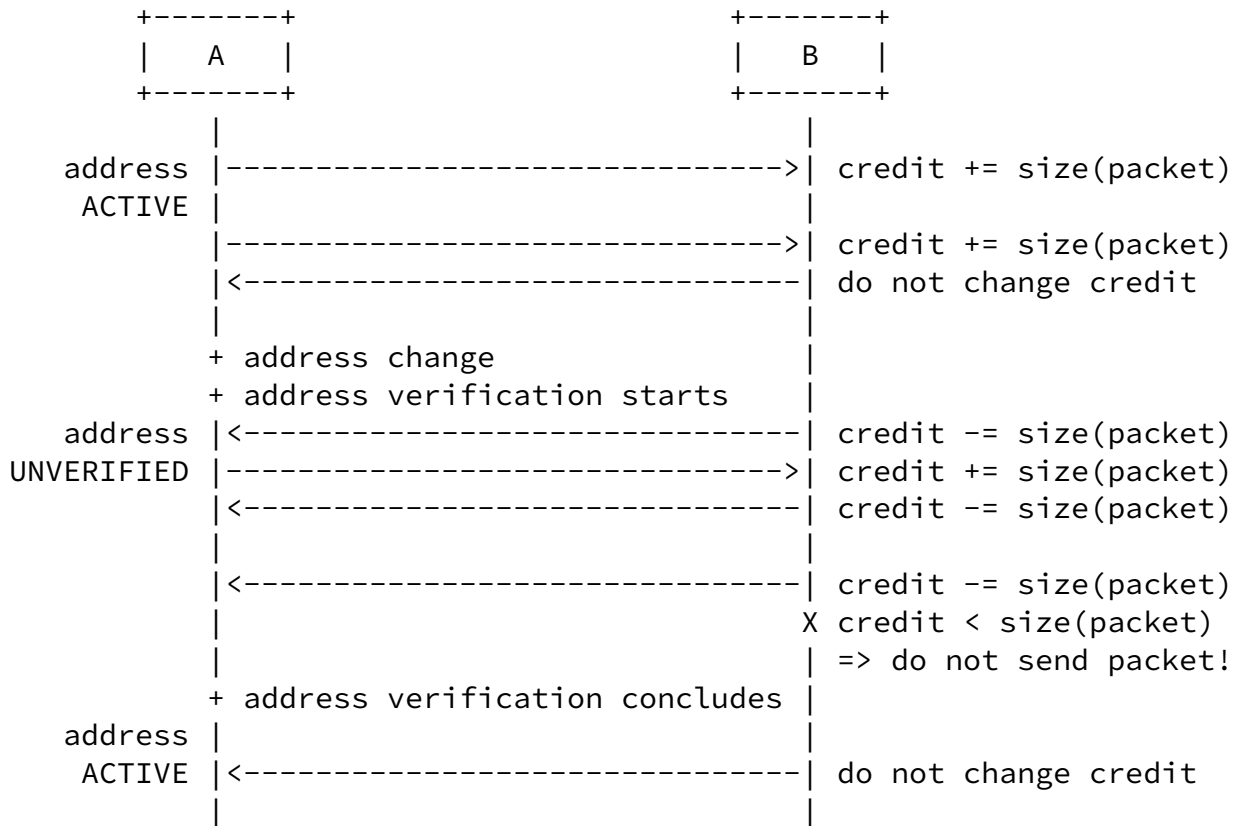 +-------+                        +-------+
|   A   |                        |   B   |
+-------+                        +-------+
|                                |
address |------------------------------->| credit += size(packet)
ACTIVE |                                |
|------------------------------->| credit += size(packet)
|<-------------------------------| do not change credit
|                                |
+ address change                 |
+ address verification starts    |
address |<-------------------------------| credit -= size(packet)
UNVERIFIED |------------------------------->| credit += size(packet)
|<-------------------------------| credit -= size(packet)
|                                |
|<-------------------------------| credit -= size(packet)
|                                X credit < size(packet)
|                                | => do not send packet!
+ address verification concludes |
address |                                |
ACTIVE |<-------------------------------| do not change credit
|                                |